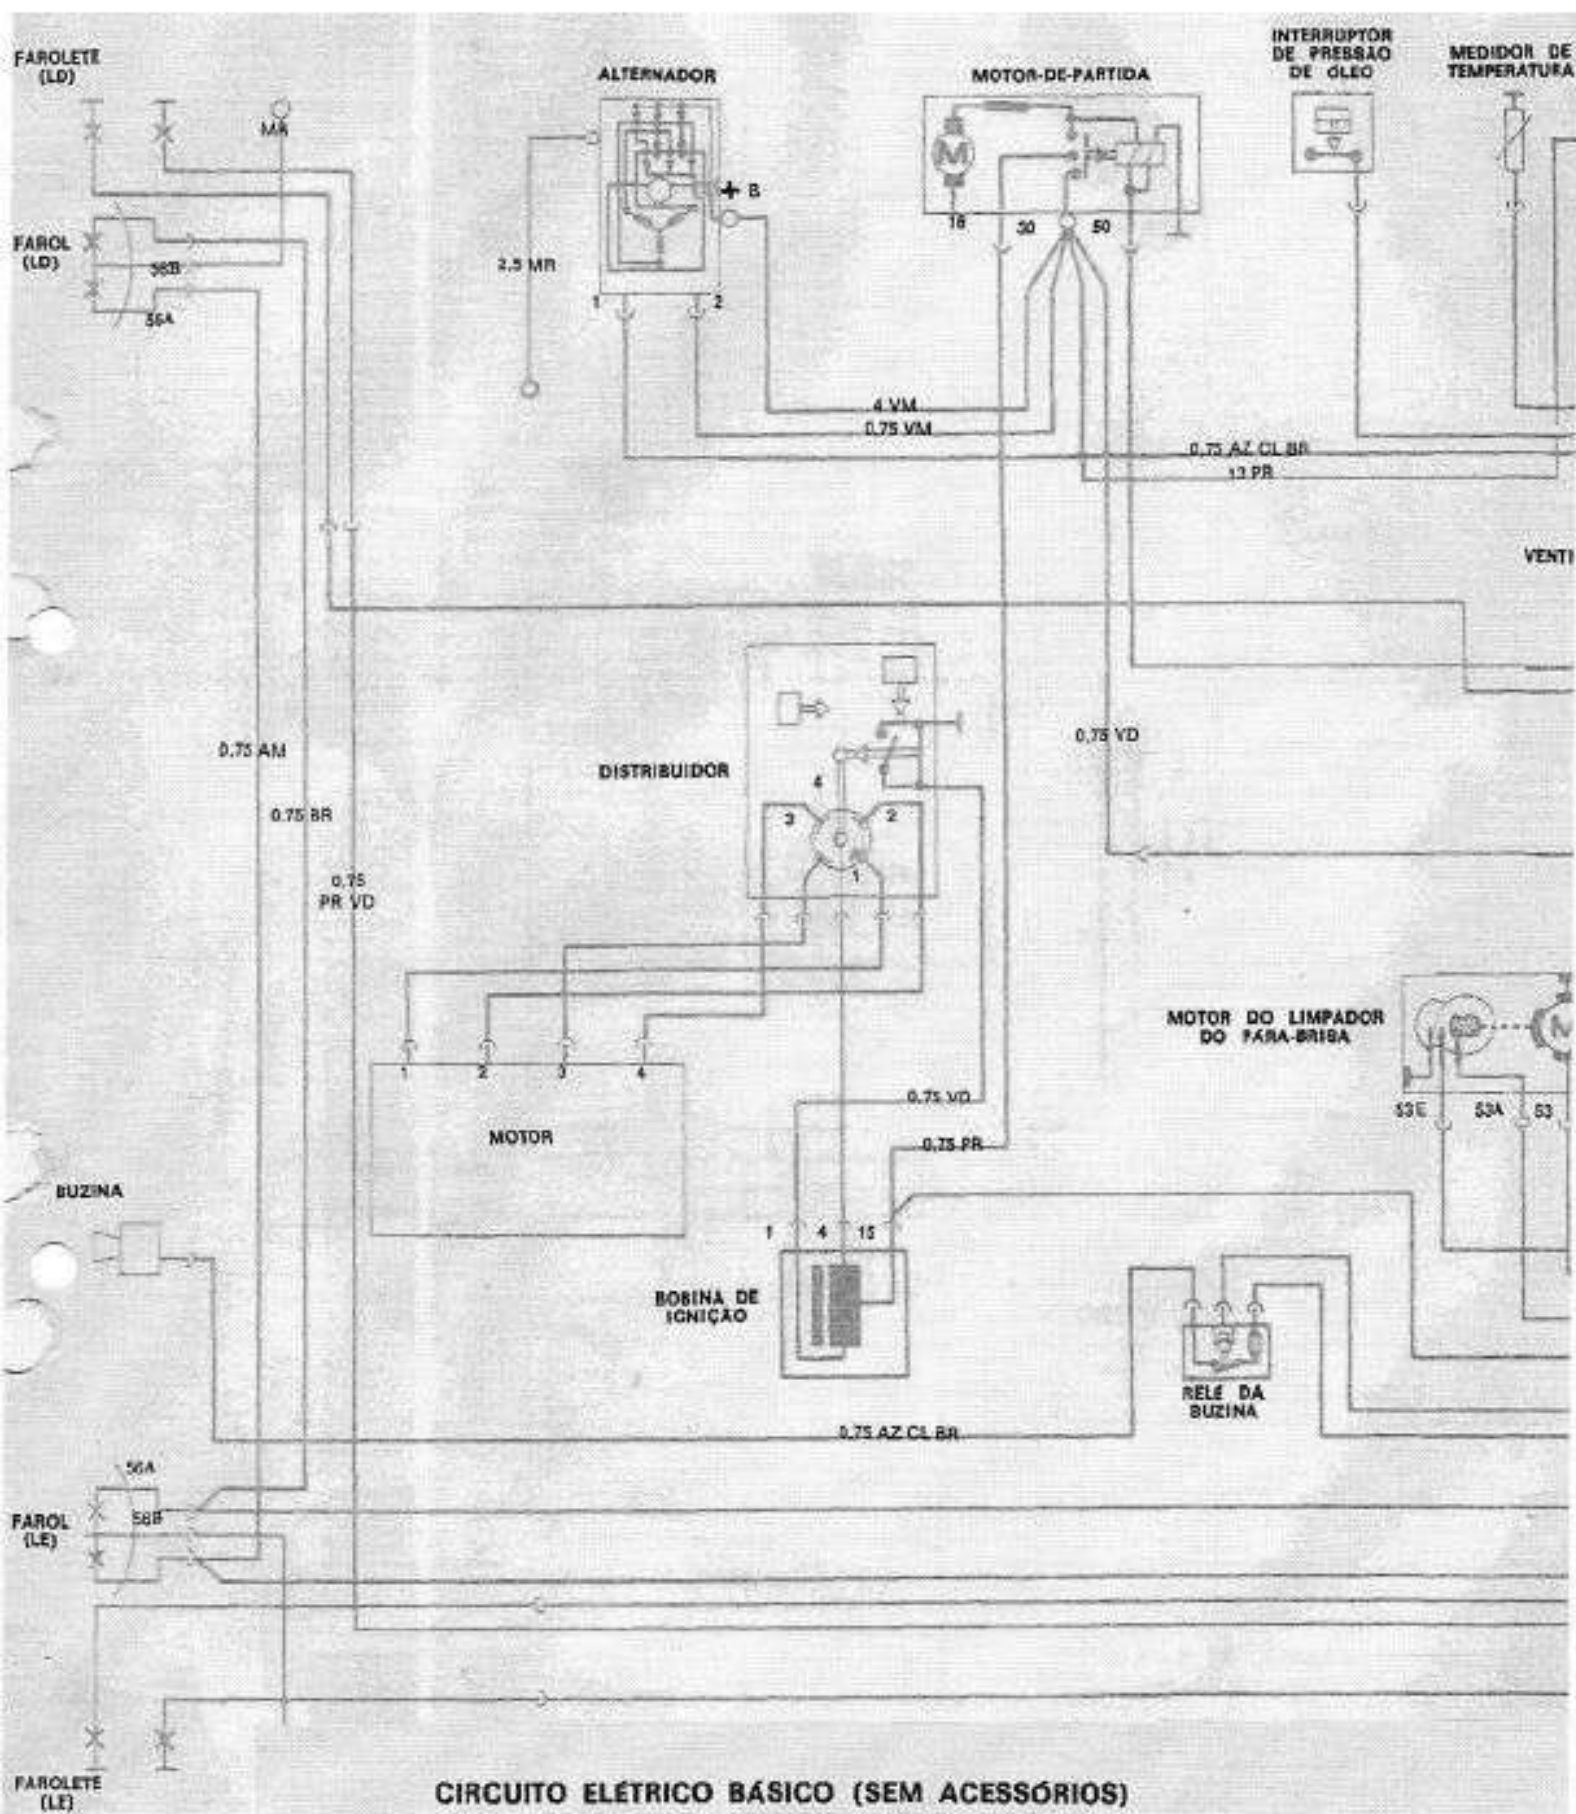 FAROLETE
(LD)
ALTERNADOR
MOTOR-DE-PARTIDA
INTERRUPTOR
DE PRESSÃO
DE ÓLEO
MEDIDOR DE
TEMPERATURA
MR
+ B
16
30
50
FAROL
(LD)
56B
56A
2,5 MR
1
2
4 VM
0,75 VM
0,75 AZ CL BR
13 PR
VENTI
0,75 AM
0,75 BR
0,75
PR VD
DISTRIBUIDOR
4
3
2
1
0,75 VD
MOTOR DO LIMPADOR
DO PÁRA-BRISA
M
M
53E
53A
53
1
2
3
4
MOTOR
0,75 VD
0,75 PR
BUZINA
1
4
15
BOBINA DE
IGNIÇÃO
RELÉ DA
BUZINA
0,75 AZ CL BR
56A
56B
FAROL
(LE)
FAROLETE
(LE)
CIRCUITO ELÉTRICO BÁSICO (SEM ACESSÓRIOS)